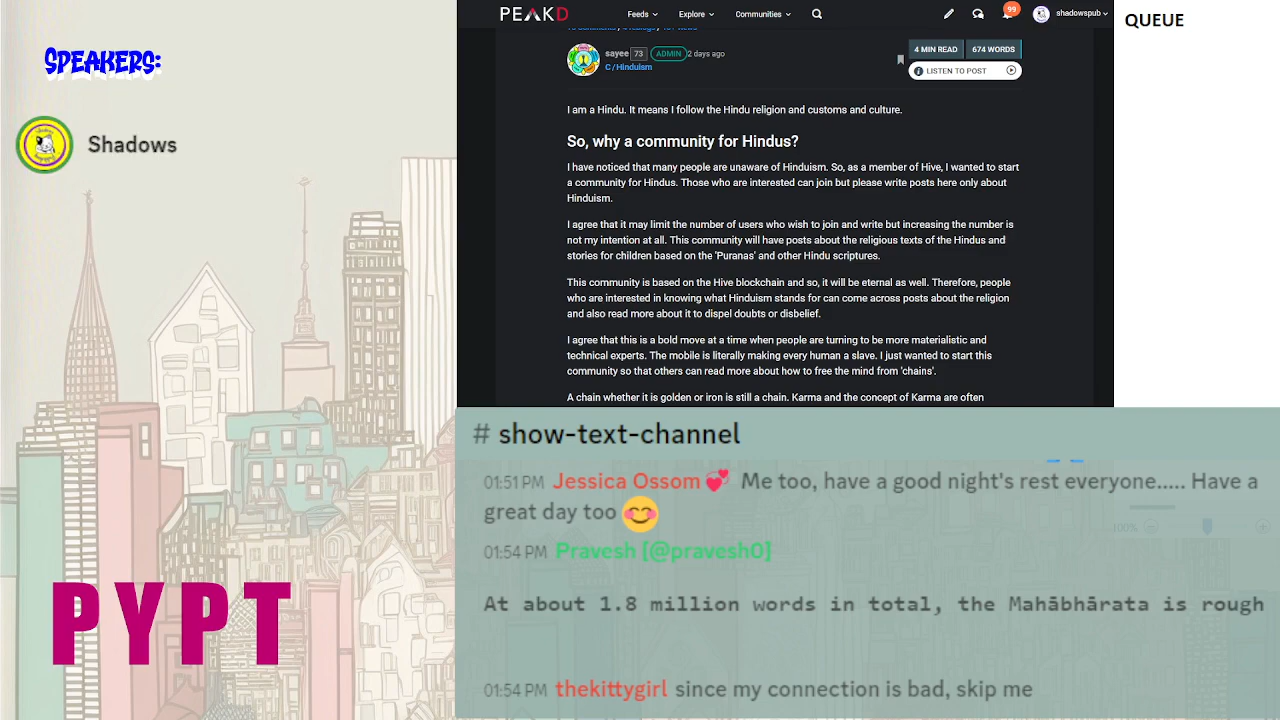 SPEAKERS:
Shadows
PYPT
PEAKD
Feeds
Explore
Communities
99
shadowspub
QUEUE
sayee 73 ADMIN 2 days ago
C/Hinduism
4 MIN READ
674 WORDS
LISTEN TO POST
I am a Hindu. It means I follow the Hindu religion and customs and culture.
So, why a community for Hindus?
I have noticed that many people are unaware of Hinduism. So, as a member of Hive, I wanted to start
a community for Hindus. Those who are interested can join but please write posts here only about
Hinduism.
I agree that it may limit the number of users who wish to join and write but increasing the number is
not my intention at all. This community will have posts about the religious texts of the Hindus and
stories for children based on the 'Puranas' and other Hindu scriptures.
This community is based on the Hive blockchain and so, it will be eternal as well. Therefore, people
who are interested in knowing what Hinduism stands for can come across posts about the religion
and also read more about it to dispel doubts or disbelief.
I agree that this is a bold move at a time when people are turning to be more materialistic and
technical experts. The mobile is literally making every human a slave. I just wanted to start this
community so that others can read more about how to free the mind from 'chains'.
A chain whether it is golden or iron is still a chain. Karma and the concept of Karma are often
# show-text-channel
01:51 PM Jessica Ossom 💞 Me too, have a good night's rest everyone..... Have a
great day too 😊
100%
01:54 PM Pravesh [@pravesh0]
At about 1.8 million words in total, the Mahābhārata is rough
01:54 PM thekittygirl since my connection is bad, skip me